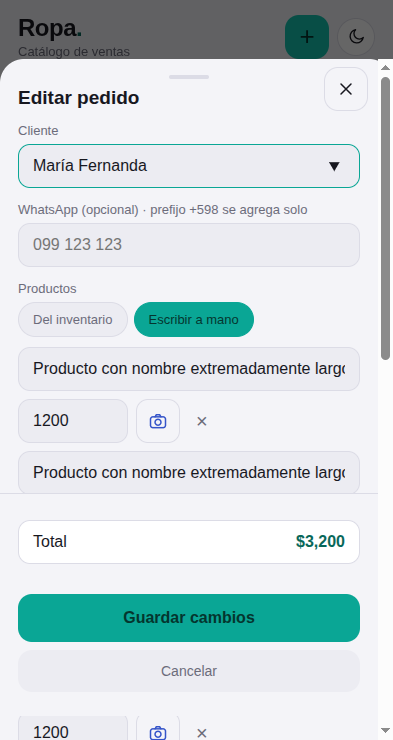 Ropa.
Catálogo de ventas
Editar pedido
Cliente
María Fernanda
WhatsApp (opcional) · prefijo +598 se agrega solo
099 123 123
Productos
Del inventario
Escribir a mano
Producto con nombre extremadamente largo
1200
Producto con nombre extremadamente largo
Total $3,200
Guardar cambios
Cancelar
1200